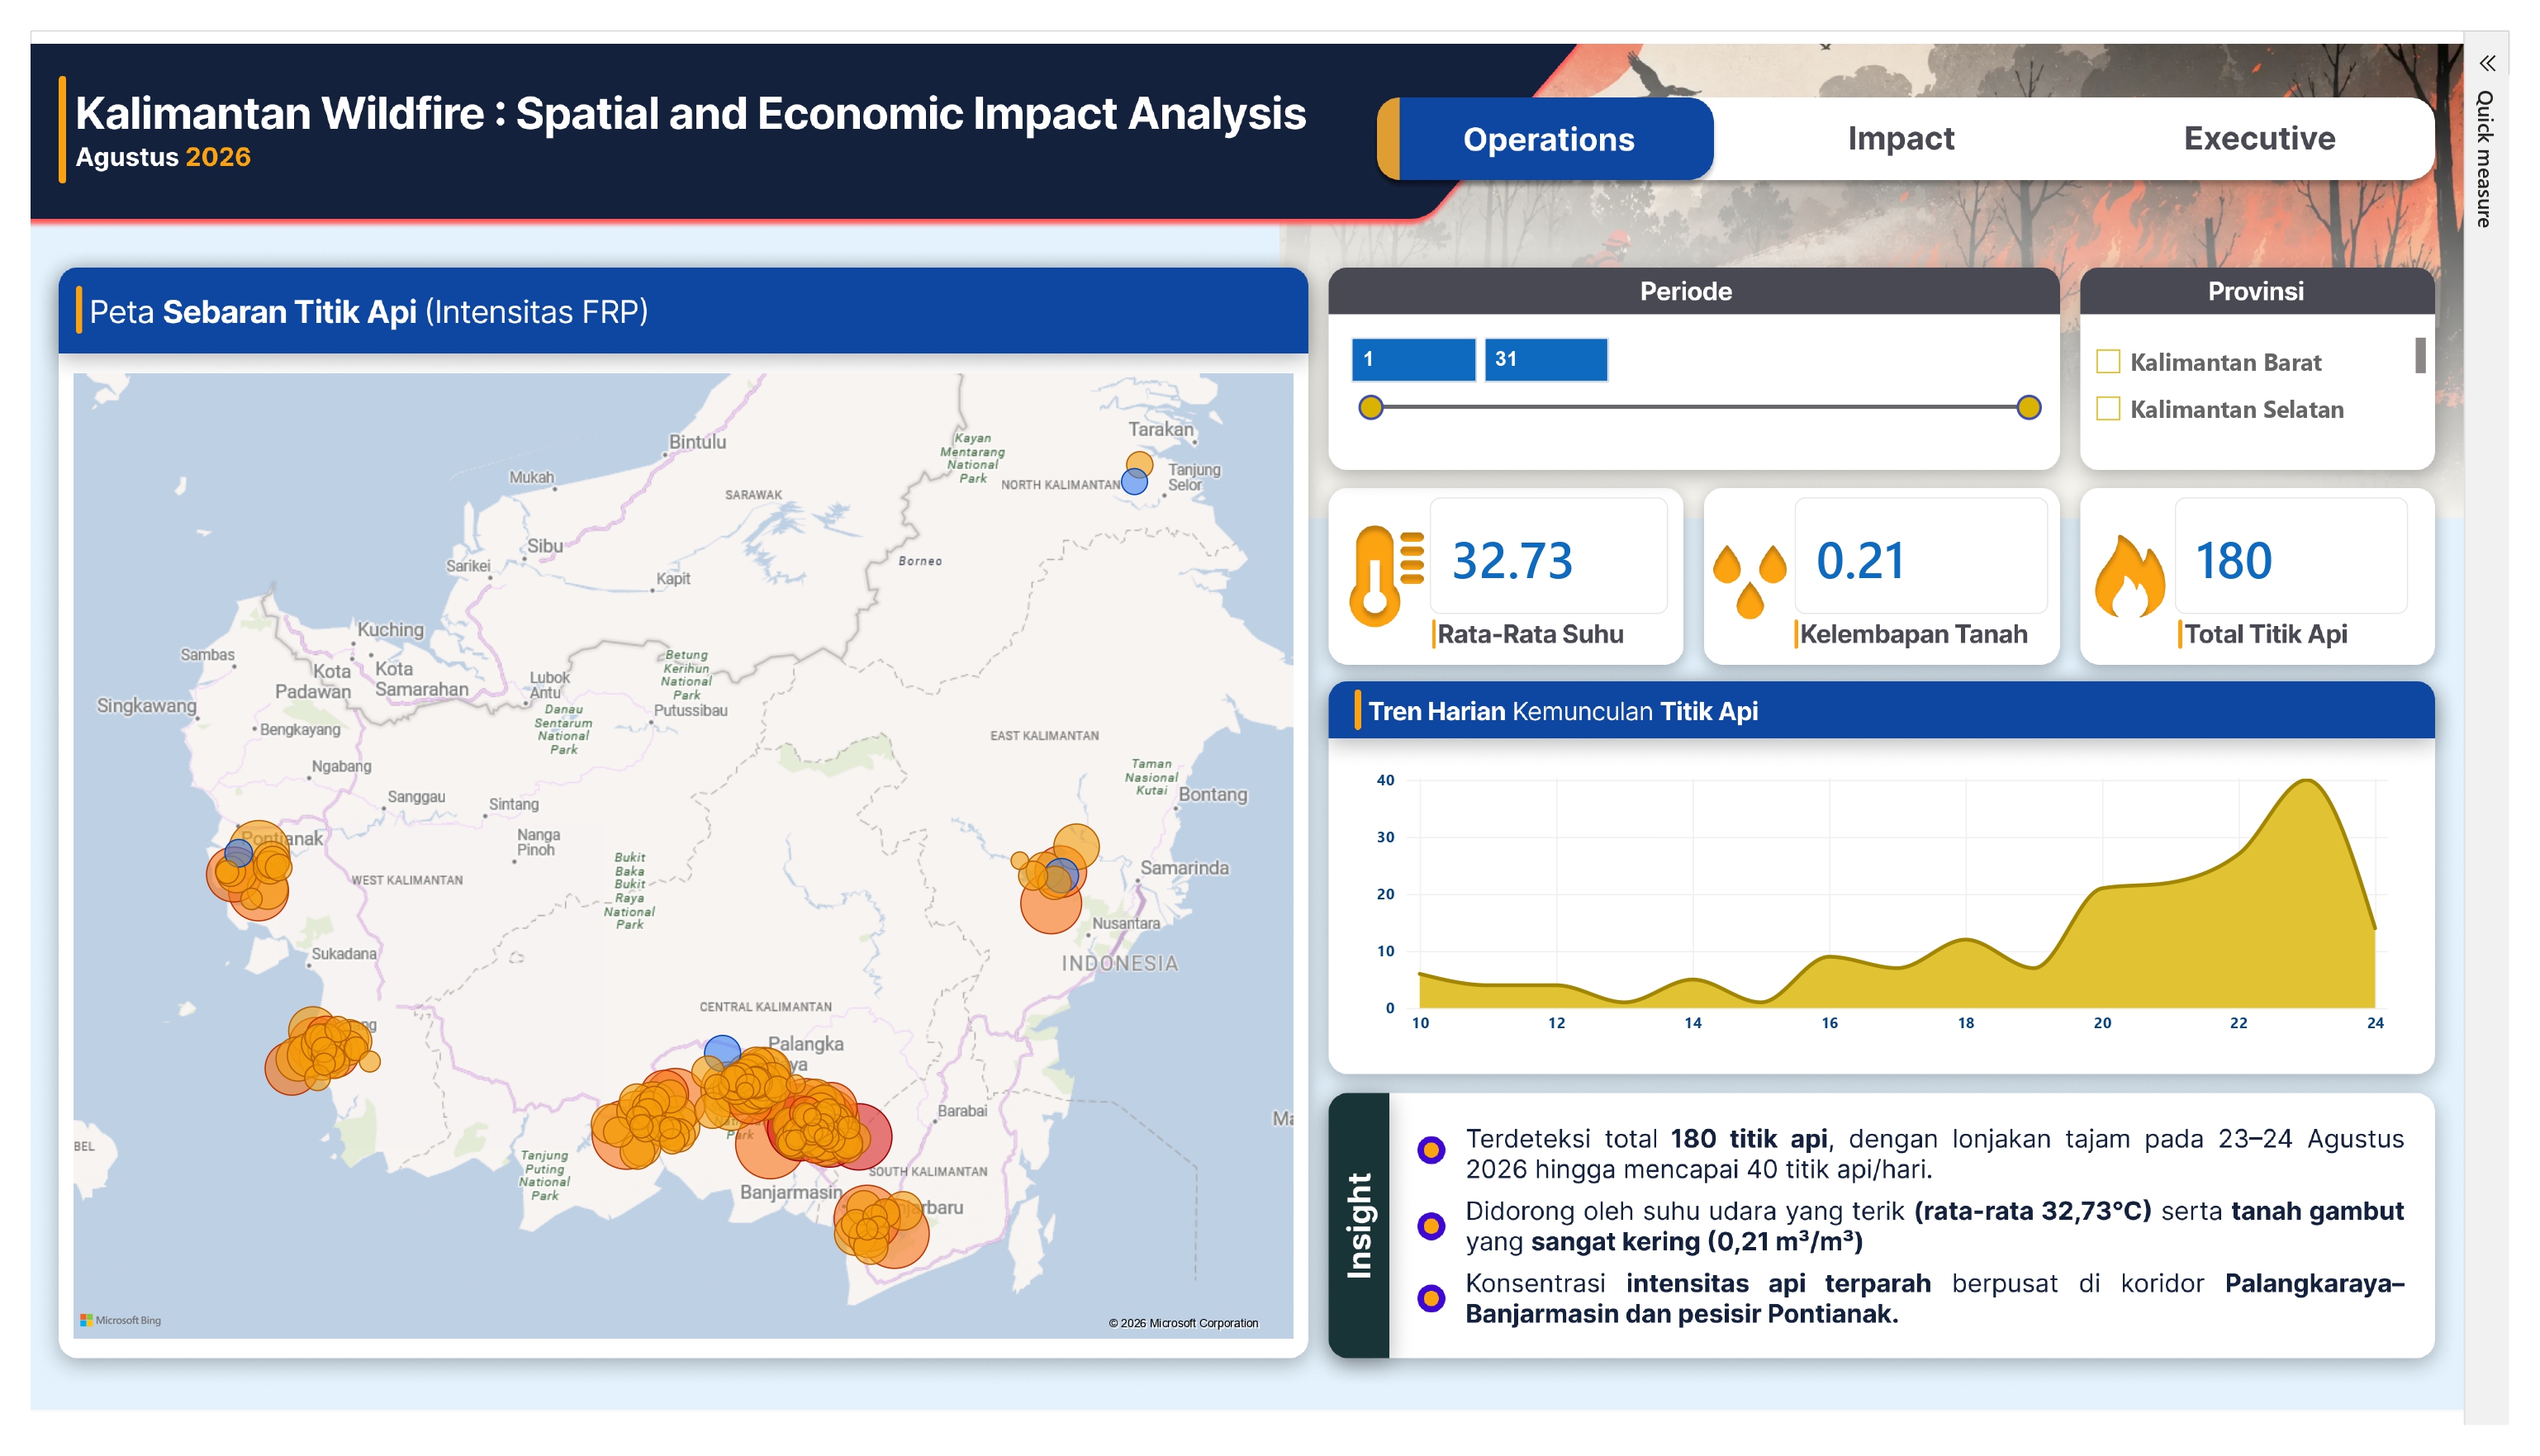 Kalimantan Wildfire : Spatial and Economic Impact Analysis
Agustus 2026
Operations
Impact
Executive
Quick measure
Peta Sebaran Titik Api (Intensitas FRP)
Bintulu
Mukah
SARAWAK
Kayan
Mentarang
National
Park
Tarakan
Tanjung
Selor
NORTH KALIMANTAN
Sibu
Sarikei
Kapit
Borneo
Kuching
Sambas
Kota
Padawan
Kota
Samarahan
Lubok
Antu
Betung
Kerihun
National
Park
Putussibau
Danau
Sentarum
National
Park
Singkawang
Bengkayang
EAST KALIMANTAN
Ngabang
Taman
Nasional
Kutai
Bontang
Sanggau
Sintang
Nanga
Pinoh
Pontianak
WEST KALIMANTAN
Bukit
Baka
Bukit
Raya
National
Park
Samarinda
Nusantara
Sukadana
INDONESIA
CENTRAL KALIMANTAN
ng
Palangka
ya
Barabai
Ma
BEL
Park
Tanjung
Puting
National
Park
SOUTH KALIMANTAN
Banjarmasin
arbaru
Microsoft Bing
© 2026 Microsoft Corporation
Periode
1
31
Provinsi
Kalimantan Barat
Kalimantan Selatan
32.73
Rata-Rata Suhu
0.21
Kelembapan Tanah
180
Total Titik Api
Tren Harian Kemunculan Titik Api
40
30
20
10
0
10 12 14 16 18 20 22 24
Insight
Terdeteksi total 180 titik api, dengan lonjakan tajam pada 23–24 Agustus
2026 hingga mencapai 40 titik api/hari.
Didorong oleh suhu udara yang terik (rata-rata 32,73°C) serta tanah gambut
yang sangat kering (0,21 m³/m³)
Konsentrasi intensitas api terparah berpusat di koridor Palangkaraya–
Banjarmasin dan pesisir Pontianak.